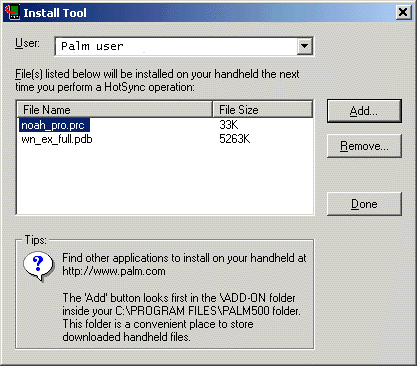 Install Tool
User: Palm user
File(s) listed below will be installed on your handheld the next
time you perform a HotSync operation:
File Name File Size
noah_pro.prc 33K
wn_ex_full.pdb 5263K
Add...
Remove...
Done
Tips:
Find other applications to install on your handheld at
http://www.palm.com
The 'Add' button looks first in the \ADD-ON folder
inside your C:\PROGRAM FILES\PALM500 folder.
This folder is a convenient place to store
downloaded handheld files.